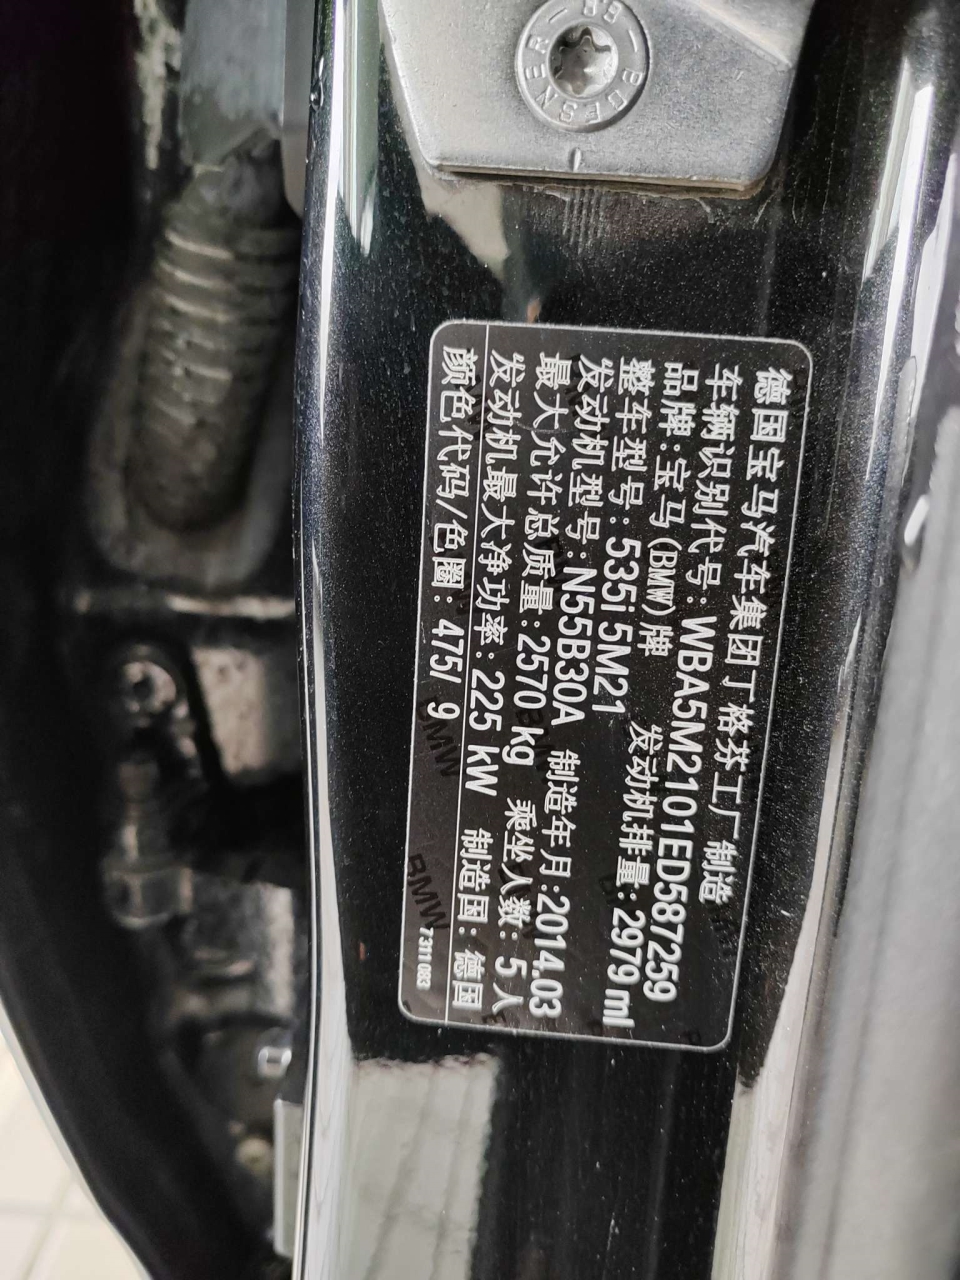 BESNER
德国宝马汽车集团丁格芬工厂制造
车辆识别代号: WBA5M2101ED587259
品牌:宝马(BMW)牌 发动机排量: 2979 ml
整车型号: 535i 5M21
发动机型号: N55B30A 制造年月:2014.03
最大允许总质量:2570 kg 乘坐人数: 5 人
发动机最大净功率: 225 kW 制造国: 德国
颜色代码/色圈: 475/ 9
7311 083
BMW
BMW